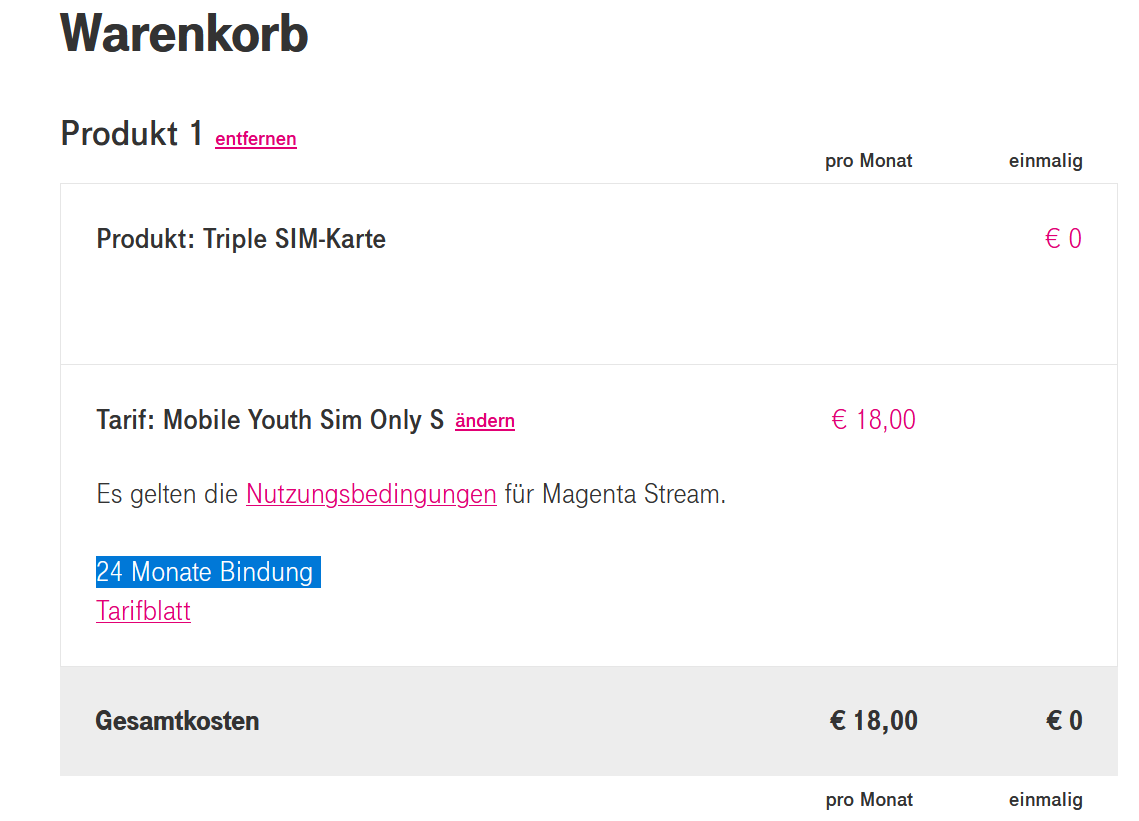 Warenkorb
Produkt 1 entfernen
pro Monat einmalig
Produkt: Triple SIM-Karte € 0
Tarif: Mobile Youth Sim Only S ändern € 18,00
Es gelten die Nutzungsbedingungen für Magenta Stream.
24 Monate Bindung
Tarifblatt
Gesamtkosten € 18,00 € 0
pro Monat einmalig